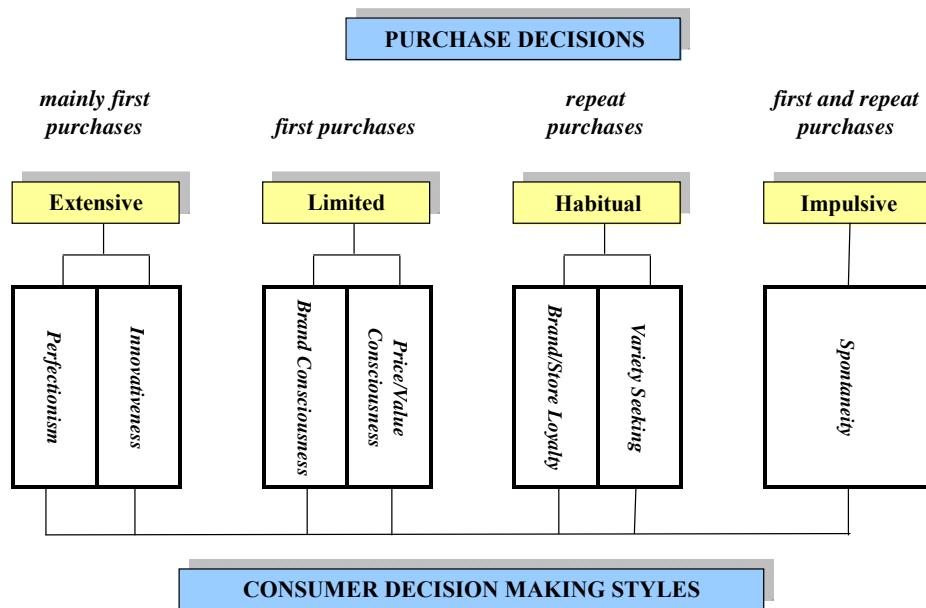 PURCHASE DECISIONS
mainly first
purchases
first purchases
repeat
purchases
first and repeat
purchases
Extensive
Limited
Habitual
Impulsive
Perfectionism
Innovativeness
Brand Consciousness
Price/Value
Consciousness
Brand/Store Loyalty
Variety Seeking
Spontaneity
CONSUMER DECISION MAKING STYLES